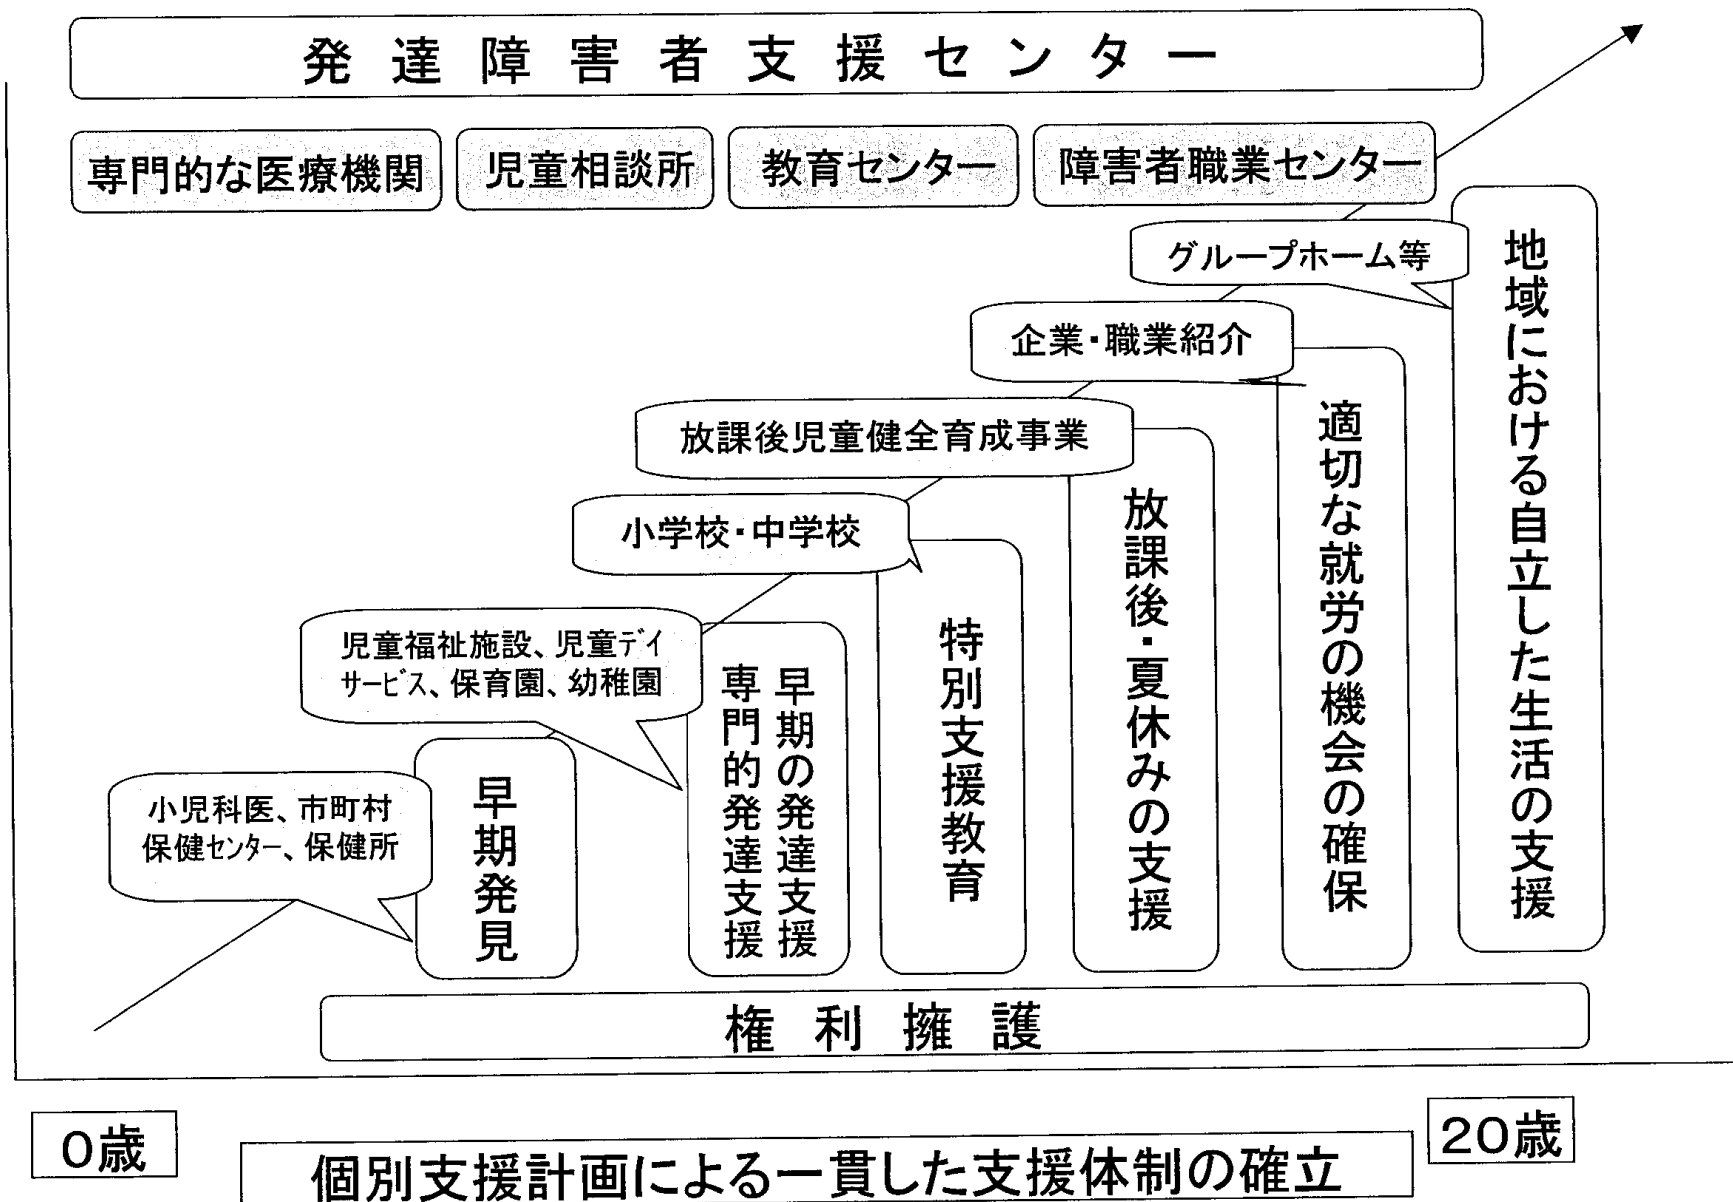 発達障害者支援センター
専門的な医療機関
児童相談所
教育センター
障害者職業センター
グループホーム等
地域における自立した生活の支援
企業・職業紹介
適切な就労の機会の確保
放課後児童健全育成事業
放課後・夏休みの支援
小学校・中学校
特別支援教育
児童福祉施設、児童デイ
サービス、保育園、幼稚園
早期の発達支援
専門的発達支援
小児科医、市町村
保健センター、保健所
早期発見
権利擁護
0歳
20歳
個別支援計画による一貫した支援体制の確立